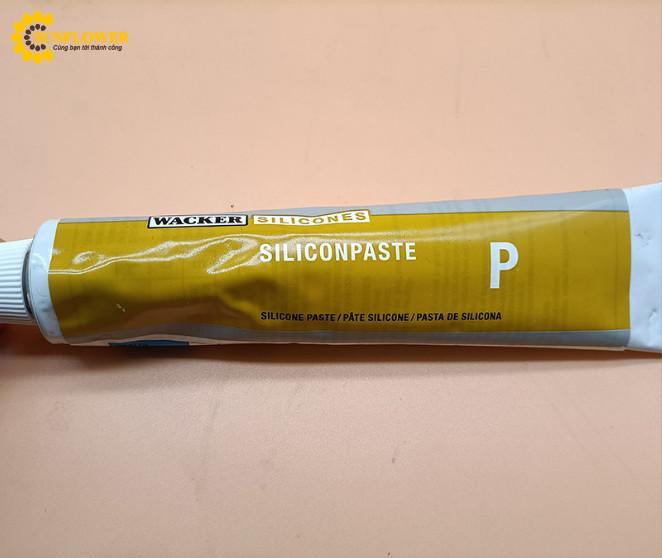 SUNFLOWER
Cùng bạn tới thành công
WACKER SILICONES
SILICONPASTE
P
SILICONE PASTE / PÂTE SILICONE / PASTA DE SILICONA